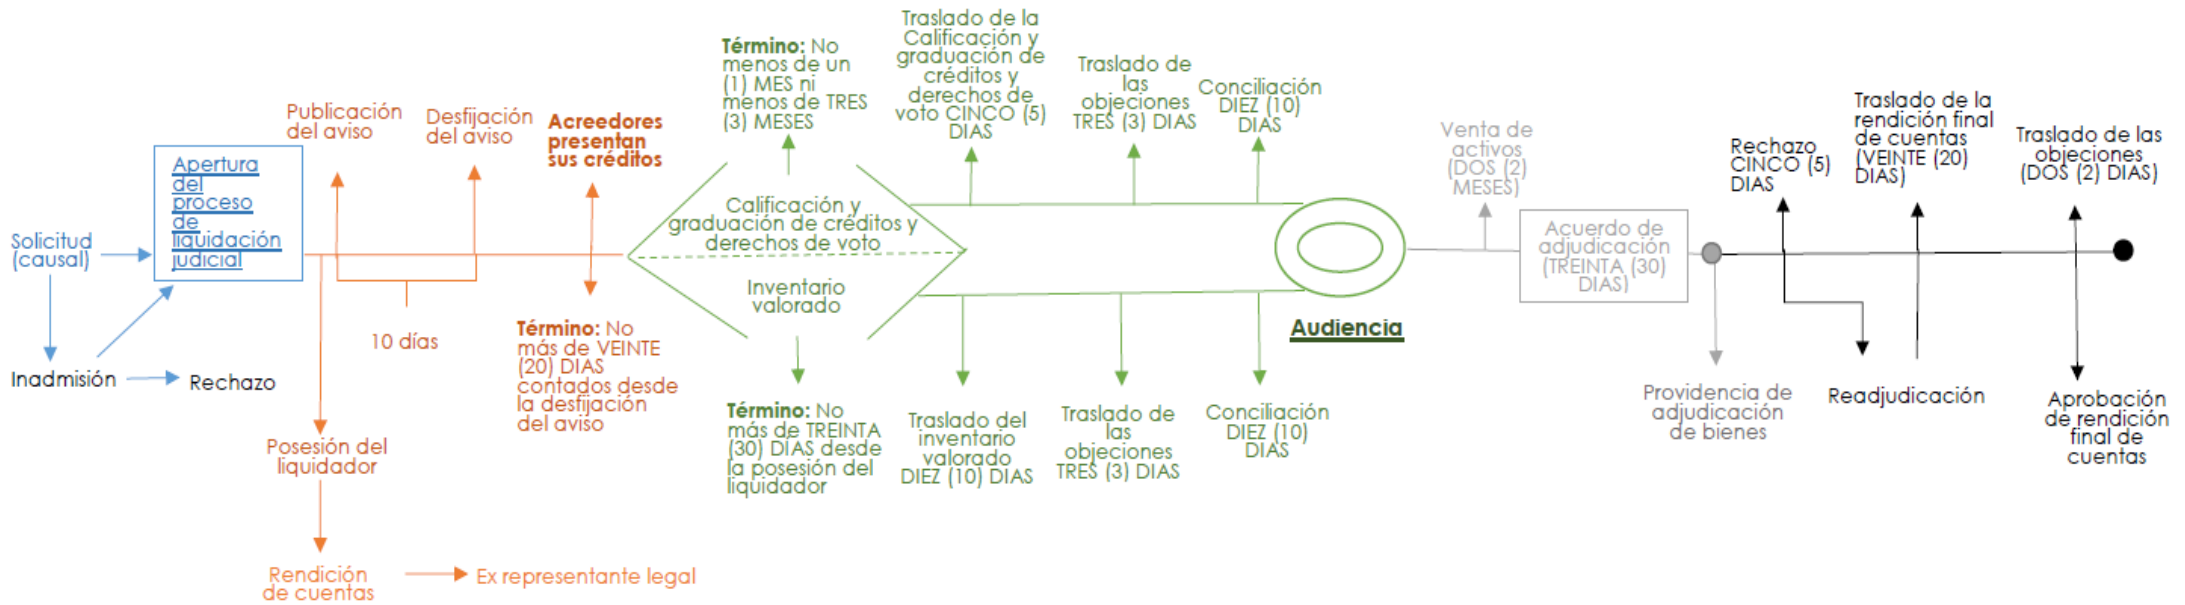 Solicitud
(causal)
Inadmisión
Rechazo
Apertura
del
proceso
de
liquidación
judicial
Publicación
del aviso
Desfijación
del aviso
10 días
Posesión del
liquidador
Rendición
de cuentas
Ex representante legal
Acreedores
presentan
sus créditos
Término: No
más de VEINTE
(20) DIAS
contados desde
la desfijación
del aviso
Término: No
menos de un
(1) MES ni
menos de TRES
(3) MESES
Calificación y
graduación de créditos y
derechos de voto
Inventario
valorado
Término: No
más de TREINTA
(30) DÍAS desde
la posesión del
liquidador
Traslado de la
Calificación y
graduación de
créditos y
derechos de
voto CINCO (5)
DIAS
Traslado de
las
objeciones
TRES (3) DIAS
Conciliación
DIEZ (10)
DIAS
Traslado del
inventario
valorado
DIEZ (10) DIAS
Traslado de
las
objeciones
TRES (3) DIAS
Conciliación
DIEZ (10)
DIAS
Audiencia
Venta de
activos
(DOS (2)
MESES)
Acuerdo de
adjudicación
(TREINTA (30)
DIAS)
Providencia de
adjudicación
de bienes
Rechazo
CINCO (5)
DIAS
Readjudicación
Traslado de la
rendición final
de cuentas
(VEINTE (20)
DIAS)
Traslado de las
objeciones
(DOS (2) DIAS)
Aprobación
de rendición
final de
cuentas